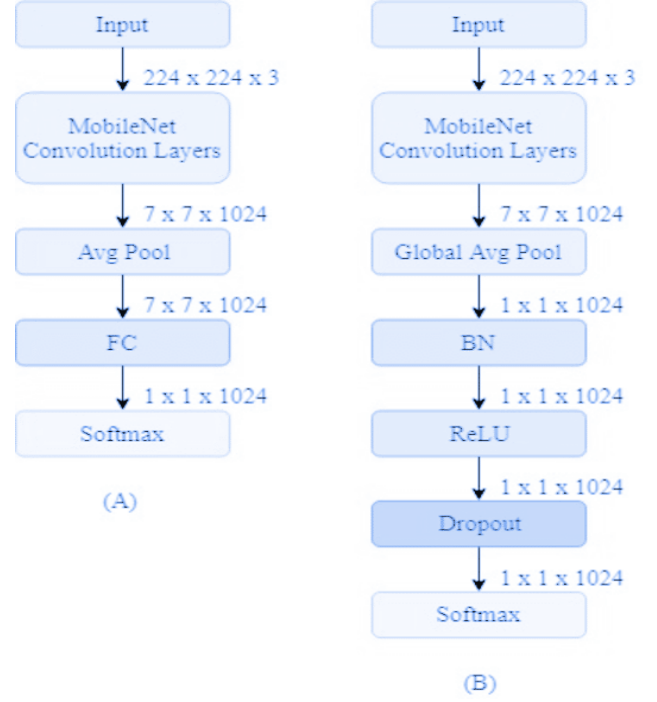 Input
224 x 224 x 3
MobileNet
Convolution Layers
7 x 7 x 1024
Avg Pool
7 x 7 x 1024
FC
1 x 1 x 1024
Softmax
(A)
Input
224 x 224 x 3
MobileNet
Convolution Layers
7 x 7 x 1024
Global Avg Pool
1 x 1 x 1024
BN
1 x 1 x 1024
ReLU
1 x 1 x 1024
Dropout
1 x 1 x 1024
Softmax
(B)